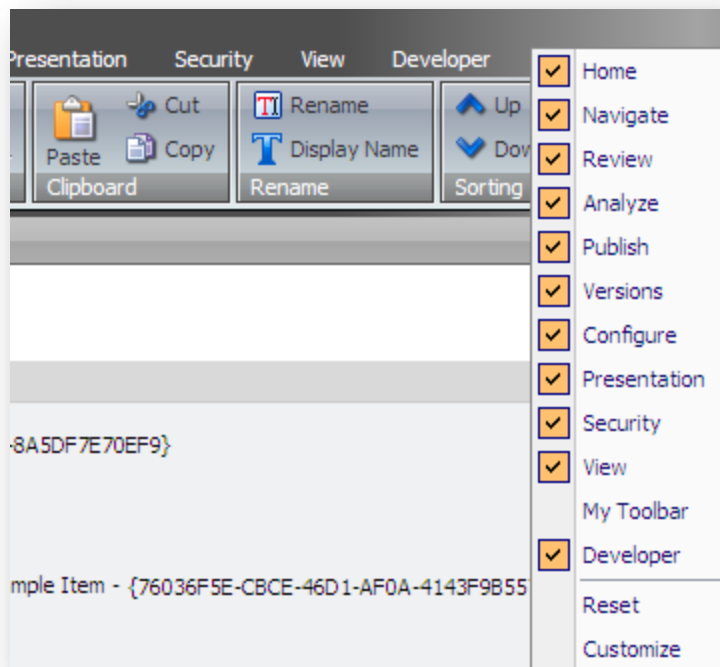 Presentation Security View Developer
Paste Cut Copy
Clipboard
Rename
Display Name
Rename
Up
Sorting
Home
Navigate
Review
Analyze
Publish
Versions
Configure
Presentation
Security
View
My Toolbar
Developer
Reset
Customize
-8A5DF7E70EF9}
mple Item - {76036F5E-CBCE-46D1-AF0A-4143F9B55